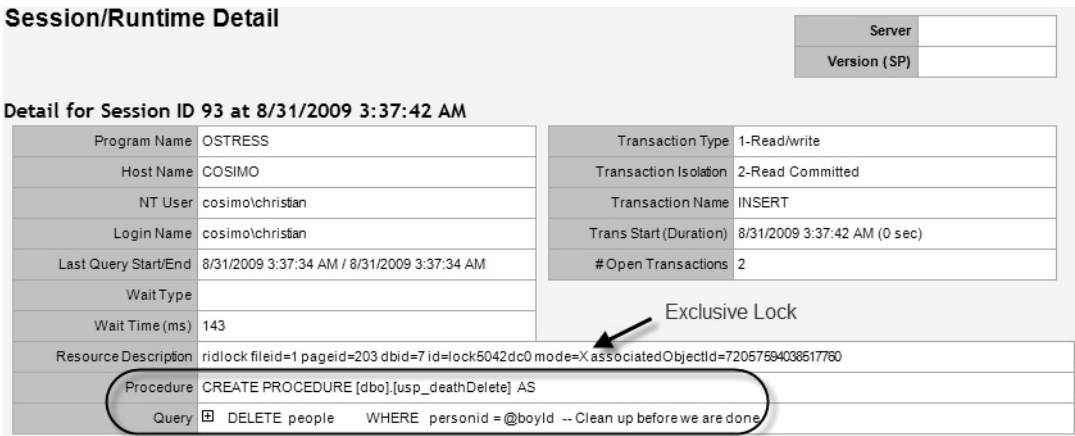 Session/Runtime Detail
Server
Version (SP)
Detail for Session ID 93 at 8/31/2009 3:37:42 AM
Program Name OSTRESS
Host Name COSIMO
NT User cosimo\christian
Login Name cosimo\christian
Last Query Start/End 8/31/2009 3:37:34 AM / 8/31/2009 3:37:34 AM
Wait Type
Wait Time (ms) 143
Transaction Type 1-Read/write
Transaction Isolation 2-Read Committed
Transaction Name INSERT
Trans Start (Duration) 8/31/2009 3:37:42 AM (0 sec)
# Open Transactions 2
Exclusive Lock
Resource Description ridlock fileid=1 pageid=203 dbid=7 id=lock5042dc0 mode=X associatedObjectId=72057594038517760
Procedure CREATE PROCEDURE [dbo].[usp_deathDelete] AS
Query DELETE people WHERE personid = @boyId -- Clean up before we are done